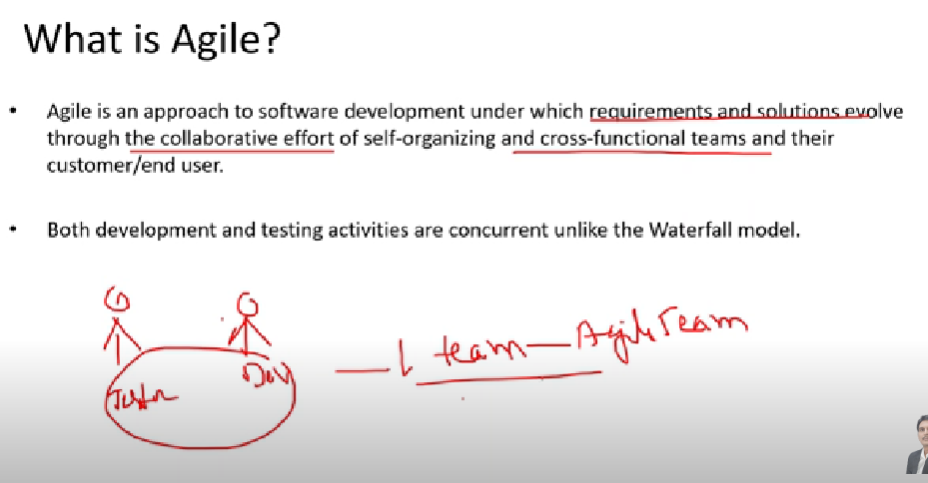 What is Agile?
• Agile is an approach to software development under which requirements and solutions evolve
through the collaborative effort of self-organizing and cross-functional teams and their
customer/end user.
• Both development and testing activities are concurrent unlike the Waterfall model.
Tester Dev — 1 team — Agile Team